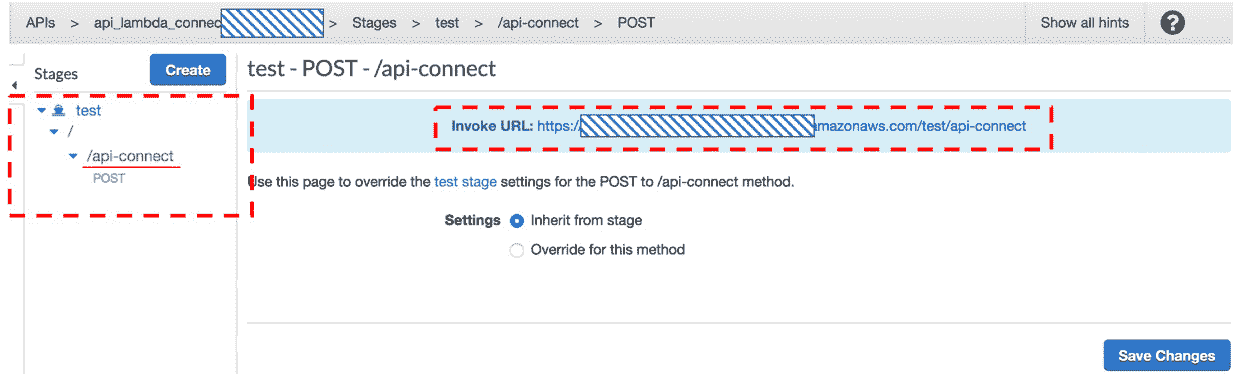 APIs > api_lambda_connec > Stages > test > /api-connect > POST
Show all hints ?
Stages
Create
test
/
/api-connect
POST
test - POST - /api-connect
Invoke URL: https:/ amazonaws.com/test/api-connect
Use this page to override the test stage settings for the POST to /api-connect method.
Settings Inherit from stage
Override for this method
Save Changes